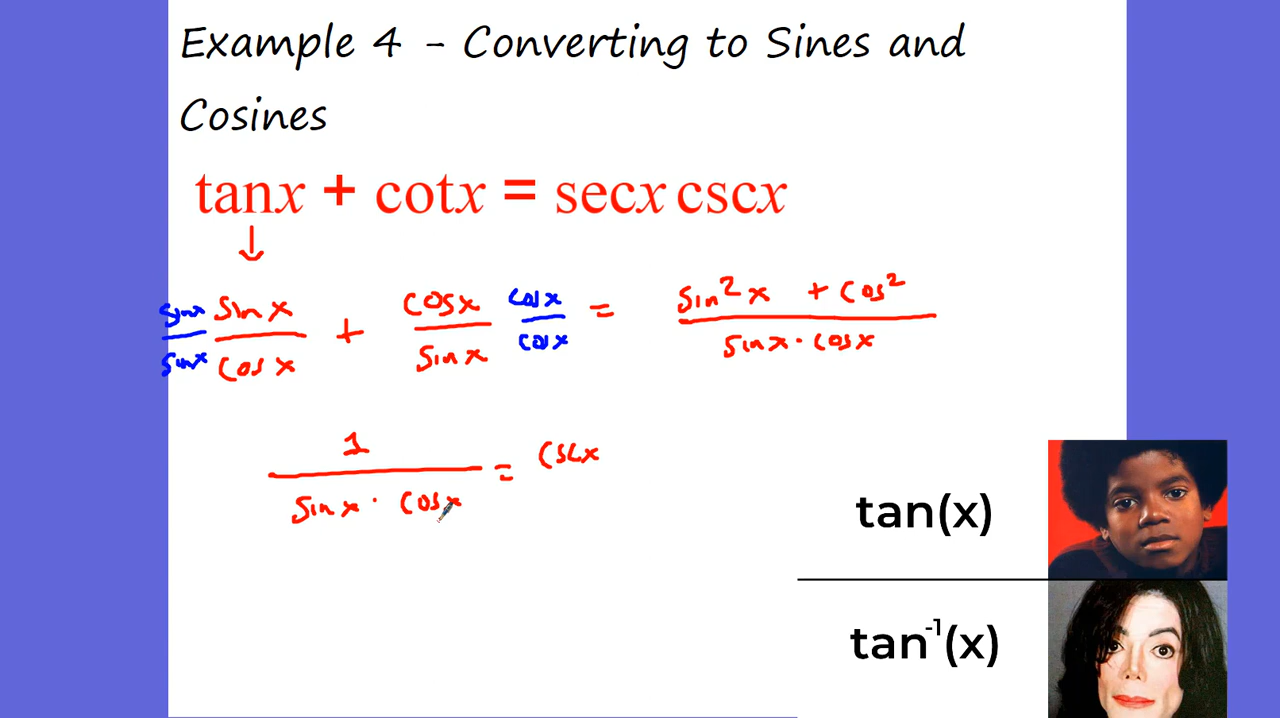 Example 4 - Converting to Sines and
Cosines
tanx + cotx = secx cscx
sinx/sinx sinx/cosx + cosx/sinx cosx/cosx = sin²x + cos²/sinx · cosx
1/sinx · cosx = cscx
tan(x)
tan⁻¹(x)